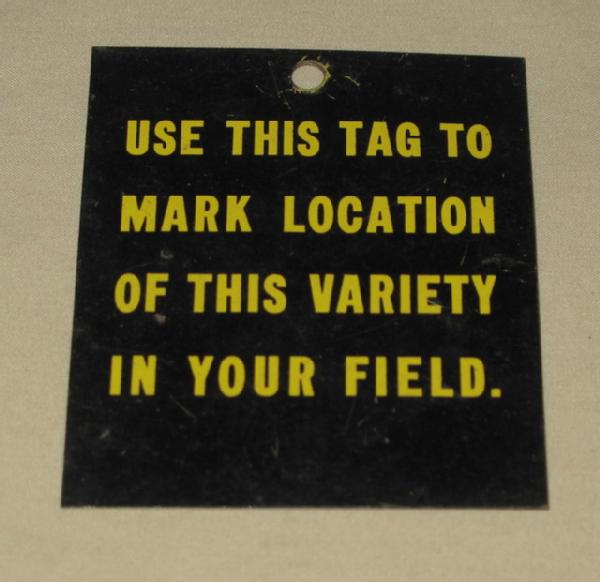 USE THIS TAG TO
MARK LOCATION
OF THIS VARIETY
IN YOUR FIELD.